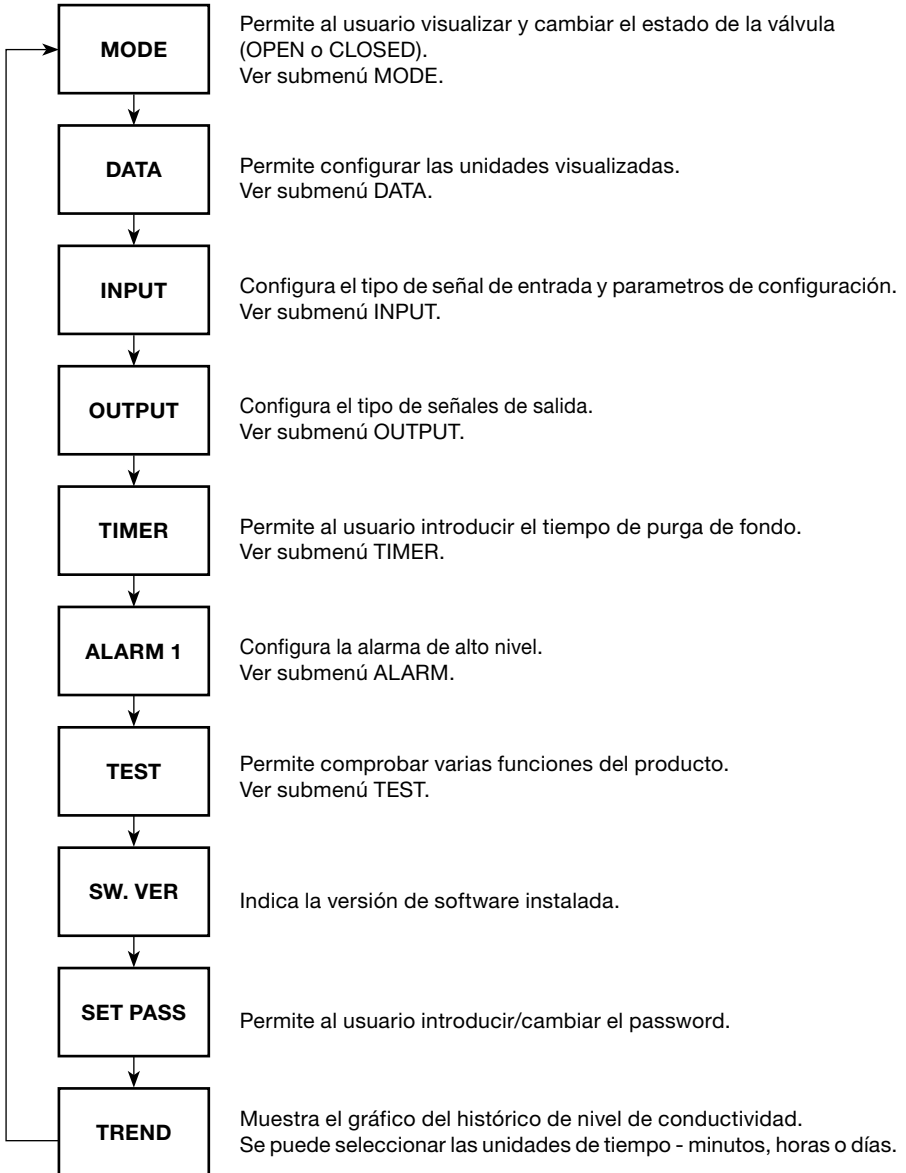 MODE
Permite al usuario visualizar y cambiar el estado de la válvula
(OPEN o CLOSED).
Ver submenú MODE.
DATA
Permite configurar las unidades visualizadas.
Ver submenú DATA.
INPUT
Configura el tipo de señal de entrada y parametros de configuración.
Ver submenú INPUT.
OUTPUT
Configura el tipo de señales de salida.
Ver submenú OUTPUT.
TIMER
Permite al usuario introducir el tiempo de purga de fondo.
Ver submenú TIMER.
ALARM 1
Configura la alarma de alto nivel.
Ver submenú ALARM.
TEST
Permite comprobar varias funciones del producto.
Ver submenú TEST.
SW. VER
Indica la versión de software instalada.
SET PASS
Permite al usuario introducir/cambiar el password.
TREND
Muestra el gráfico del histórico de nivel de conductividad.
Se puede seleccionar las unidades de tiempo - minutos, horas o días.